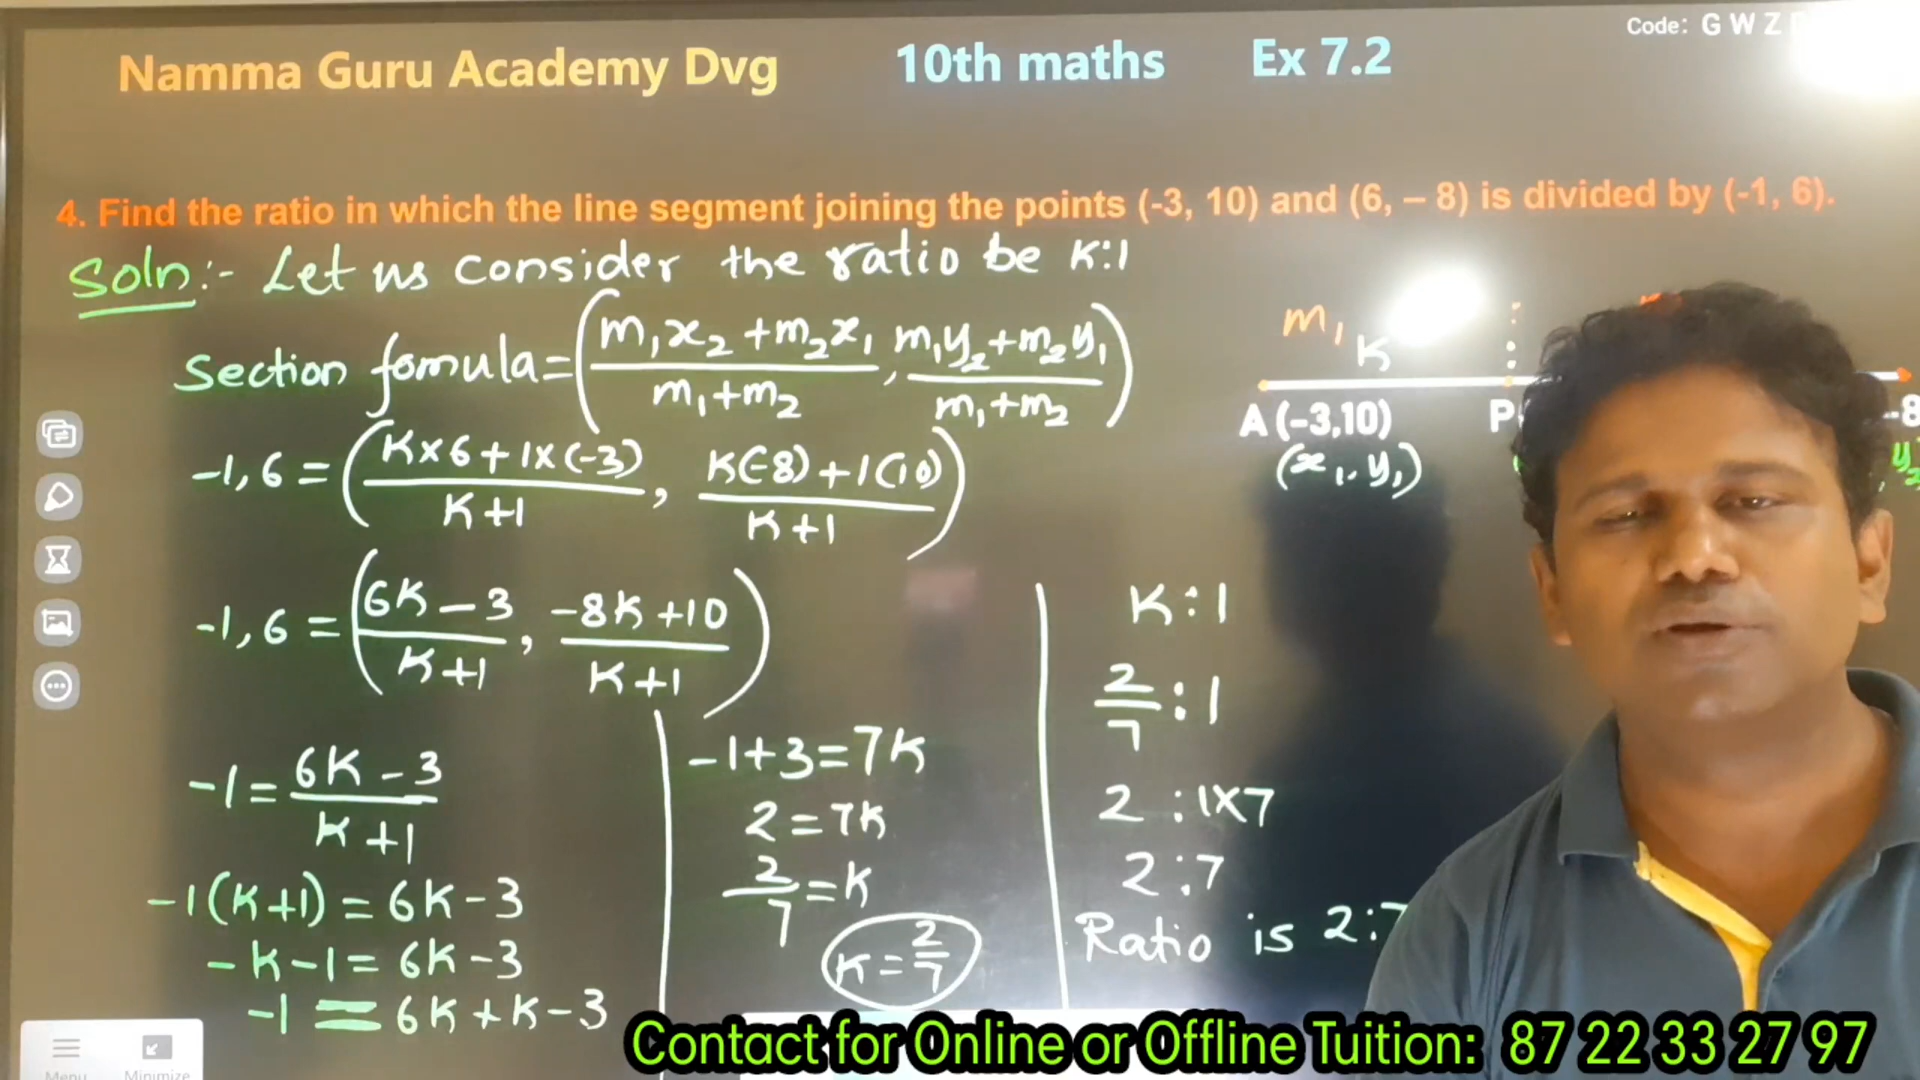 Code: G W Z
Namma Guru Academy Dvg 10th maths Ex 7.2
4. Find the ratio in which the line segment joining the points (-3, 10) and (6, – 8) is divided by (-1, 6).
Soln:- Let us consider the ratio be K:1
Section fomula=(m₁x₂+m₂x₁/m₁+m₂, m₁y₂+m₂y₁/m₁+m₂)
-1,6=(K×6+1×(-3)/K+1, K(-8)+1(10)/K+1)
-1,6=(6K-3/K+1, -8K+10/K+1)
-1=6K-3/K+1
-1(K+1)=6K-3
-K-1=6K-3
-1=6K+K-3
-1+3=7K
2=7K
2/7=K
K=2/7
K:1
2/7:1
2:1×7
2:7
Ratio is 2:7
m₁
K
A (-3,10)
P
-8
(x₁,y₁)
, y₂
Menu
Minimize
Contact for Online or Offline Tuition: 87 22 33 27 97